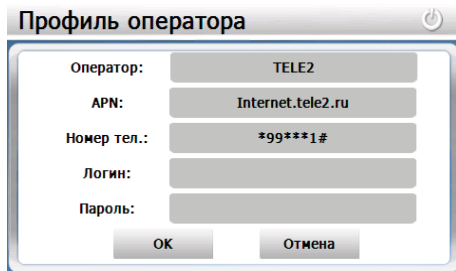 Профиль оператора
Оператор: TELE2
APN: Internet.tele2.ru
Номер тел.: *99***1#
Логин:
Пароль:
OK Отмена